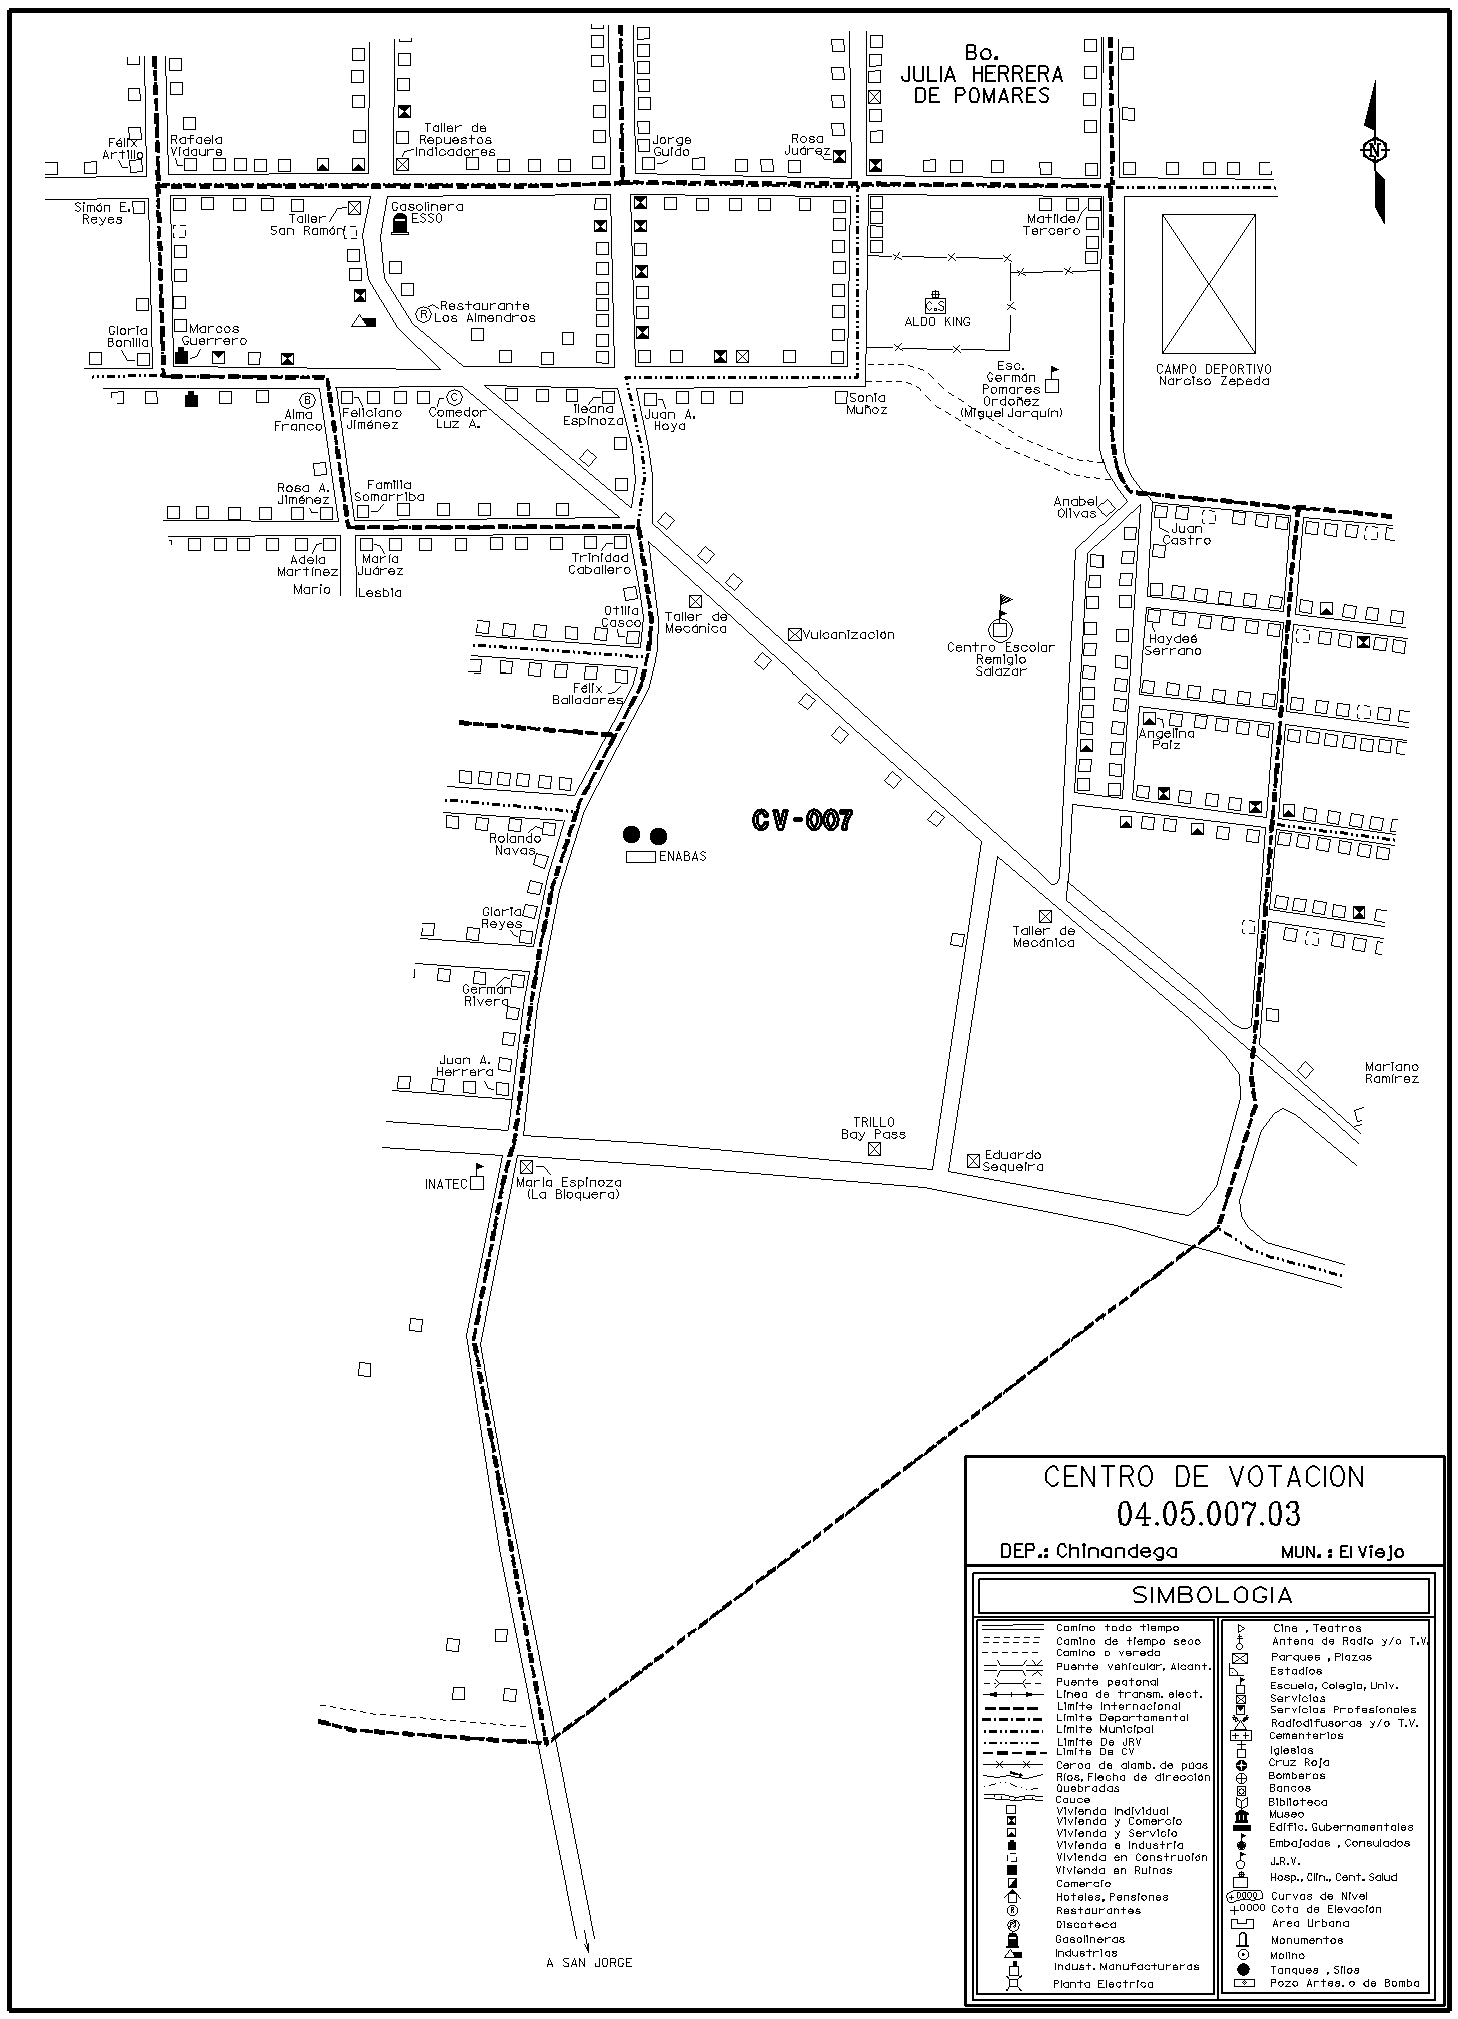 Bo.
JULIA HERRERA
DE POMARES
Taller de
Repuestos
Indicadores
Félix
Artillo
Rafaela
Vidaure
Jorge
Guido
Rosa
Juárez
N
Simón E.
Reyes
Taller
San Ramón
Gasolinera
ESSO
Matilde
Tercero
Restaurante
Los Almendros
R
C.S
ALDO KING
Gloria
Bonilla
Marcos
Guerrero
Esc.
Germán
Pomares
Ordoñez
(Miguel Jarquín)
CAMPO DEPORTIVO
Narciso Zepeda
B
Alma
Franco
Feliciano
Jiménez
C
Comedor
Luz A.
Ileana
Espinoza
Juan A.
Hoya
Sonia
Muñoz
Rosa A.
Jiménez
Familia
Somarriba
Anabel
Olivas
Juan
Castro
Adela
Martínez
María
Juárez
Trinidad
Caballero
Mario
Lesbia
Otilia
Casco
Taller de
Mecánica
Vulcanización
Centro Escolar
Remigio
Salazar
Haydeé
Serrano
Félix
Balladares
Angelina
Paiz
CV-007
Rolando
Navas
ENABAS
Gloria
Reyes
Taller de
Mecánica
Germán
Rivera
Juan A.
Herrera
Mariano
Ramírez
TRILLO
Bay Pass
Eduardo
Sequeira
INATEC
María Espinoza
(La Bloquera)
A SAN JORGE
CENTRO DE VOTACION
04.05.007.03
DEP.: Chinandega
MUN. : El Viejo
SIMBOLOGIA
Camino todo tiempo
Camino de tiempo seco
Camino o vereda
Puente vehicular, Alcant.
Puente peatonal
Línea de transm. elect.
Límite Internacional
Límite Departamental
Límite Municipal
Límite De JRV
Límite De CV
Cerca de alamb. de púas
Ríos, Flecha de dirección
Quebradas
Cauce
Vivienda Individual
Vivienda y Comercio
Vivienda y Servicio
Vivienda e Industria
Vivienda en Construción
Vivienda en Ruinas
Comercio
Hoteles, Pensiones
Restaurantes
Discoteca
Gasolineras
Industrias
Indust. Manufactureras
Planta Electrica
Cine , Teatros
Antena de Radio y/o T.V.
Parques , Plazas
Estadios
Escuela, Colegio, Univ.
Servicios
Servicios Profesionales
Radiodifusoras y/o T.V.
Cementerios
Iglesias
Cruz Roja
Bomberos
Bancos
Biblioteca
Museo
Edific. Gubernamentales
Embajadas , Consulados
J.R.V.
Hosp., Clin., Cent. Salud
Curvas de Nivel
Cota de Elevación
Area Urbana
Monumentos
Molino
Tanques , Silos
Pozo Artes. o de Bomba